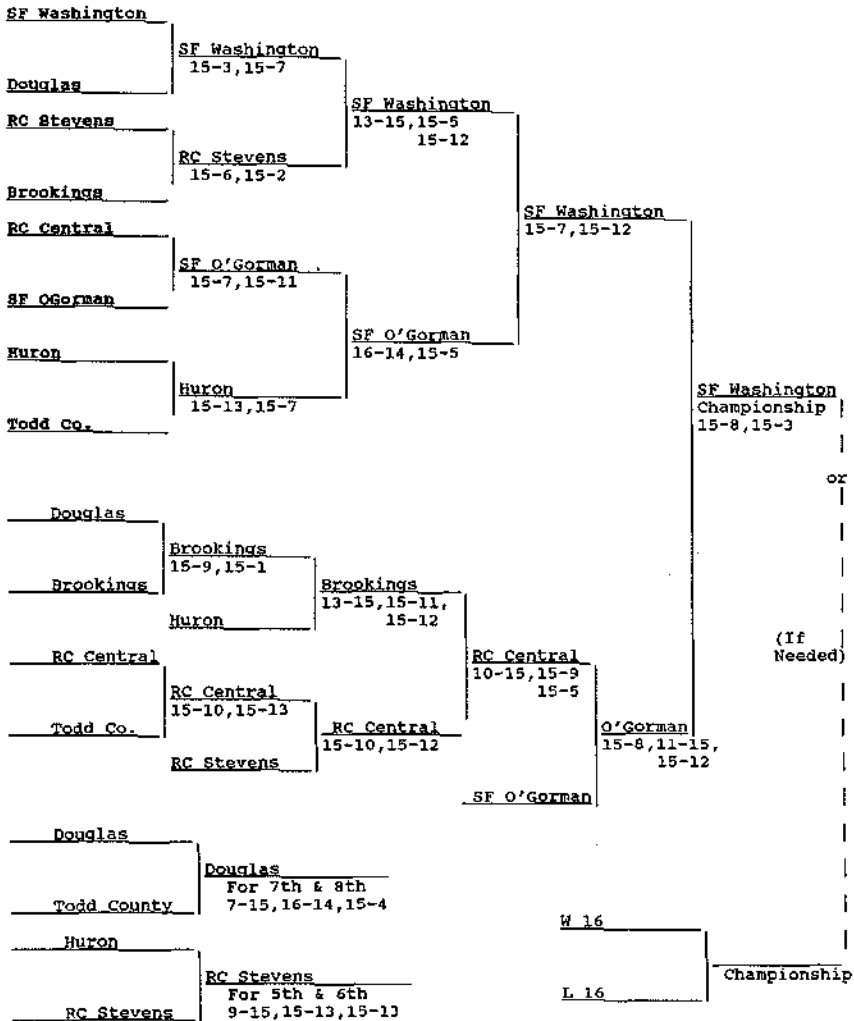 SF Washington
SF Washington
15-3,15-7
Douglas
SF Washington
13-15,15-5
15-12
RC Stevens
RC Stevens
15-6,15-2
Brookings
SF Washington
15-7,15-12
RC Central
SF O'Gorman
15-7,15-11
SF OGorman
SF O'Gorman
16-14,15-5
Huron
Huron
15-13,15-7
Todd Co.
SF Washington
Championship
15-8,15-3
or
Douglas
Brookings
15-9,15-1
Brookings
Brookings
13-15,15-11,
15-12
Huron
(If
Needed)
RC Central
RC Central
10-15,15-9
15-5
RC Central
15-10,15-13
Todd Co.
RC Central
15-10,15-12
O'Gorman
15-8,11-15,
15-12
RC Stevens
SF O'Gorman
Douglas
Douglas
For 7th & 8th
7-15,16-14,15-4
Todd County
W 16
Huron
RC Stevens
For 5th & 6th
9-15,15-13,15-13
RC Stevens
Championship
L 16